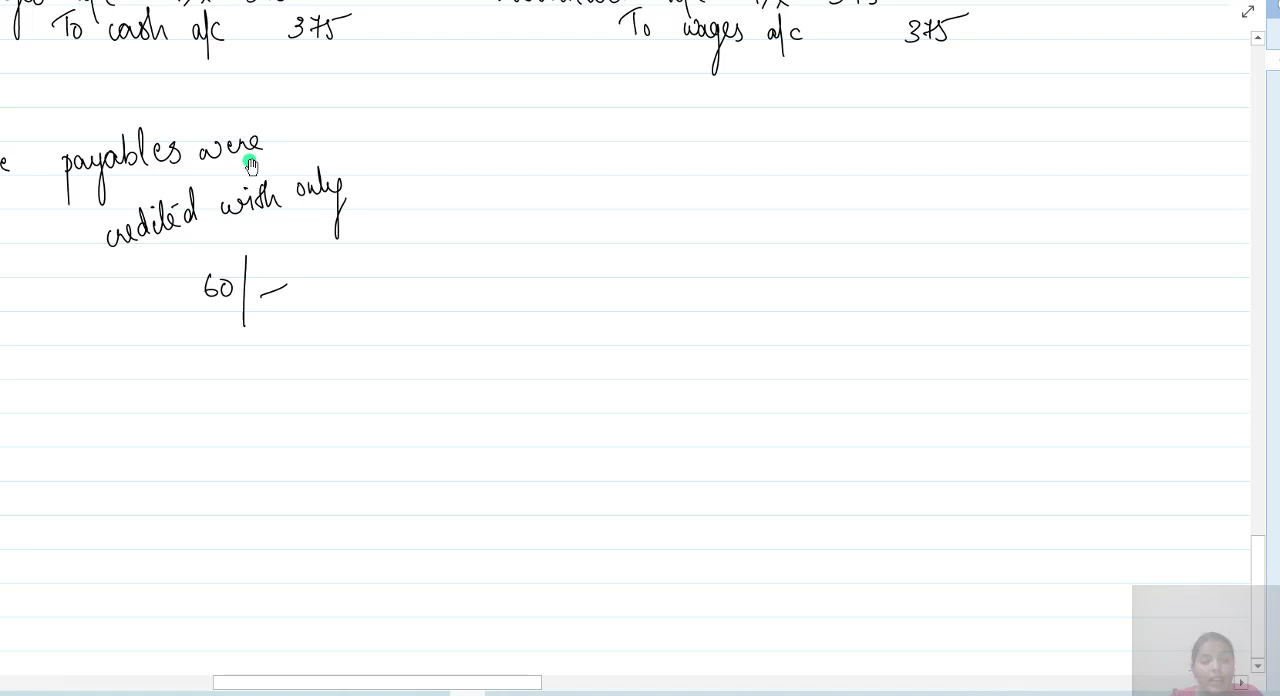 To cash a/c 375 To wages a/c 375
payables were
credited with only
60/-